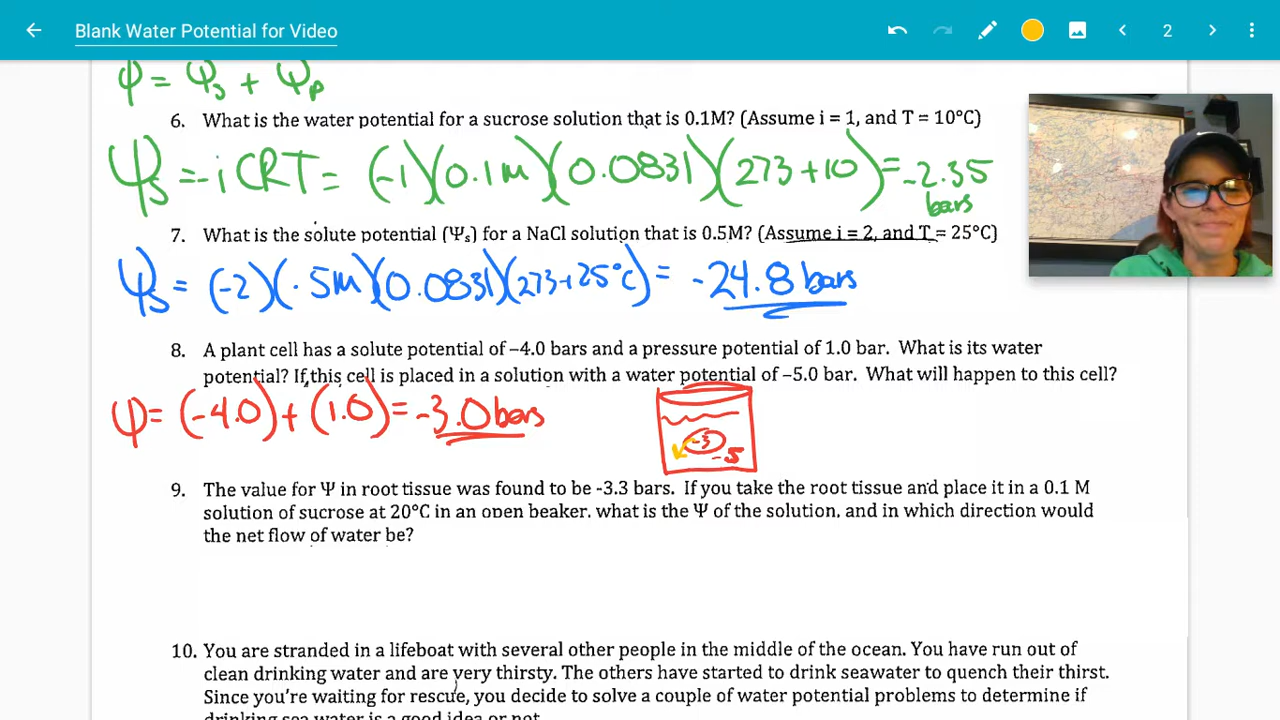 Blank Water Potential for Video
2
Ψ = Ψs + Ψp
6. What is the water potential for a sucrose solution that is 0.1M? (Assume i = 1, and T = 10°C)
Ψs = -iCRT = (-1)(0.1M)(0.0831)(273+10) = -2.35
bars
7. What is the solute potential (Ψs) for a NaCl solution that is 0.5M? (Assume i = 2, and T = 25°C)
Ψs = (-2)(.5M)(0.0831)(273+25°C) = -24.8 bars
8. A plant cell has a solute potential of –4.0 bars and a pressure potential of 1.0 bar. What is its water
potential? If this cell is placed in a solution with a water potential of –5.0 bar. What will happen to this cell?
Ψ = (-4.0) + (1.0) = -3.0 bars
-3
-5
9. The value for Ψ in root tissue was found to be -3.3 bars. If you take the root tissue and place it in a 0.1 M
solution of sucrose at 20°C in an open beaker, what is the Ψ of the solution, and in which direction would
the net flow of water be?
10. You are stranded in a lifeboat with several other people in the middle of the ocean. You have run out of
clean drinking water and are very thirsty. The others have started to drink seawater to quench their thirst.
Since you're waiting for rescue, you decide to solve a couple of water potential problems to determine if
drinking sea water is a good idea or not.